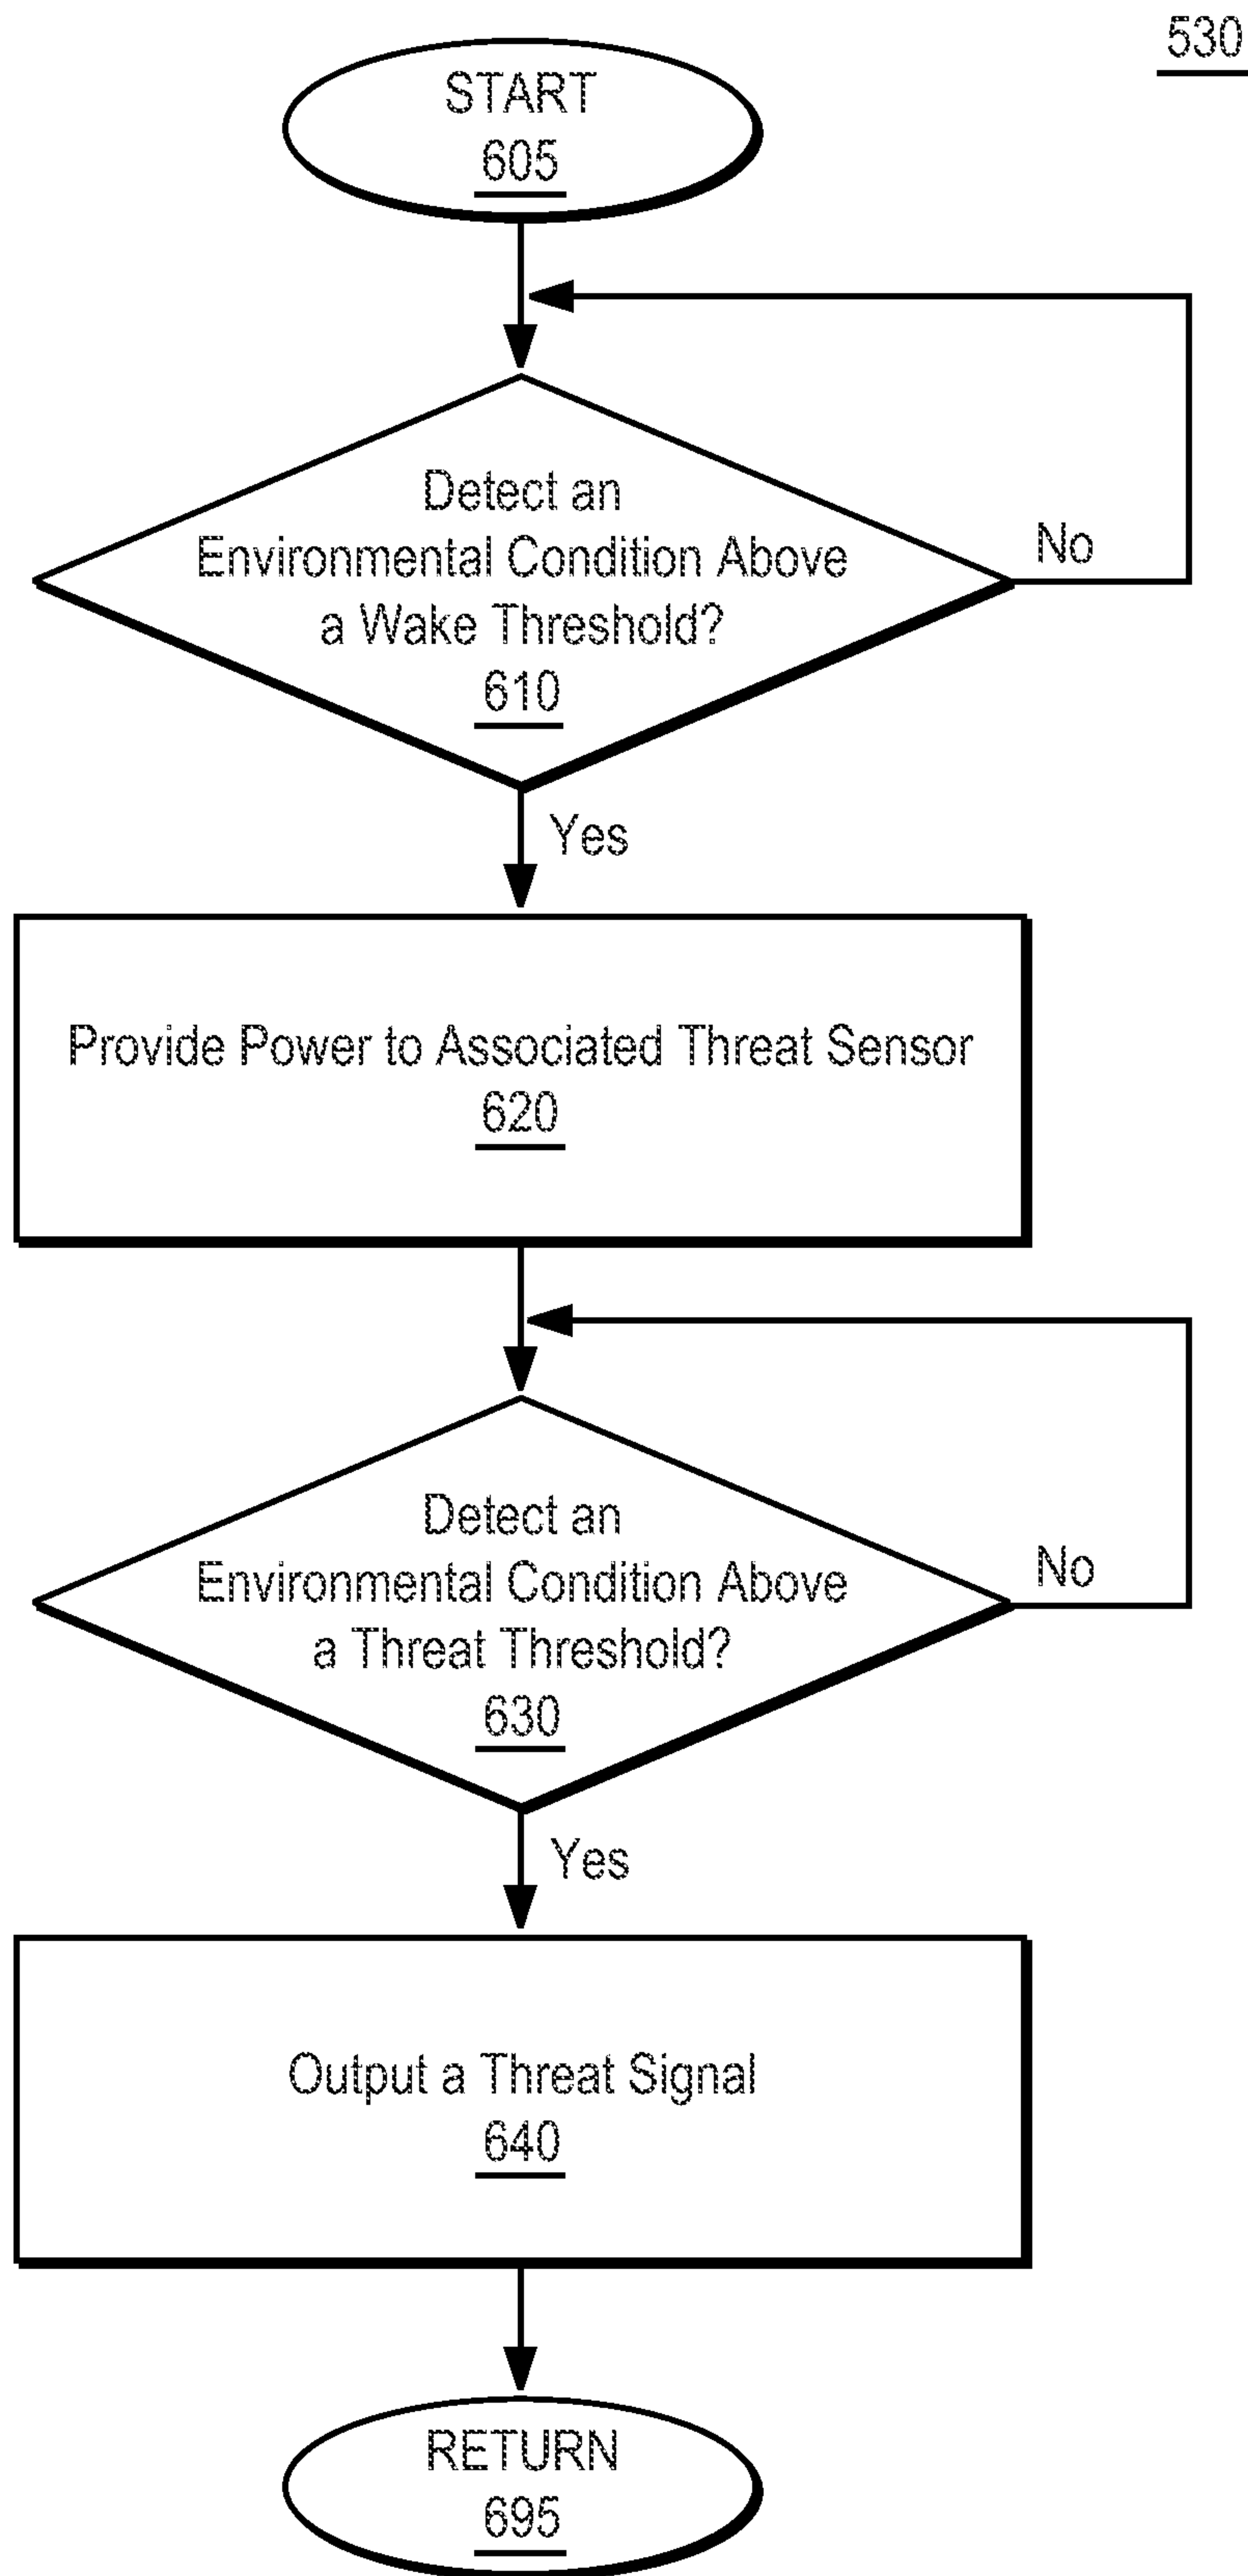 530
START
605
Detect an
Environmental Condition Above
a Wake Threshold?
610
No
Yes
Provide Power to Associated Threat Sensor
620
Detect an
Environmental Condition Above
a Threat Threshold?
630
No
Yes
Output a Threat Signal
640
RETURN
695